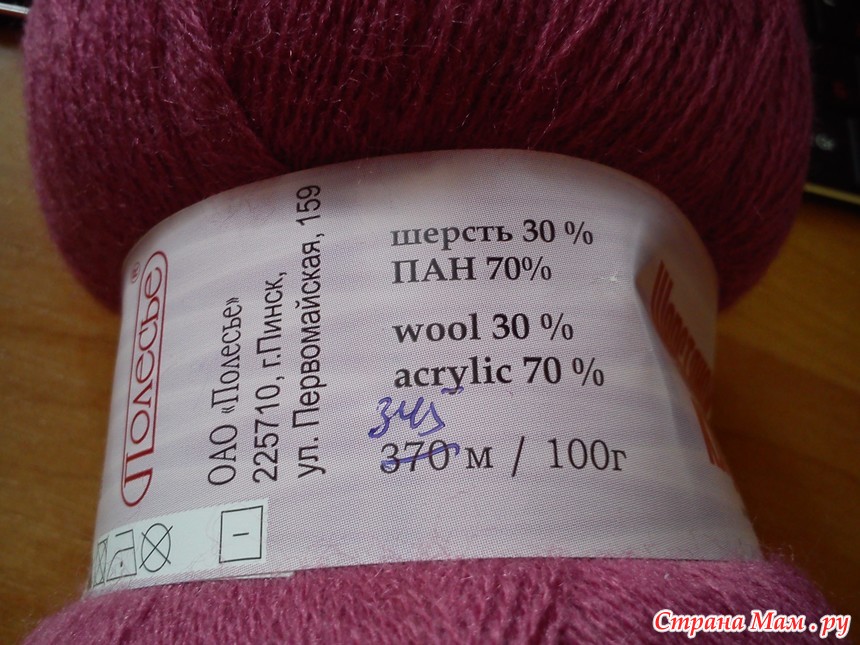 Полесье®
ОАО «Полесье»
225710, г.Пинск,
ул. Первомайская, 159
шерсть 30 %
ПАН 70%
wool 30 %
acrylic 70 %
345
370 м / 100г
Страна Мам.ру